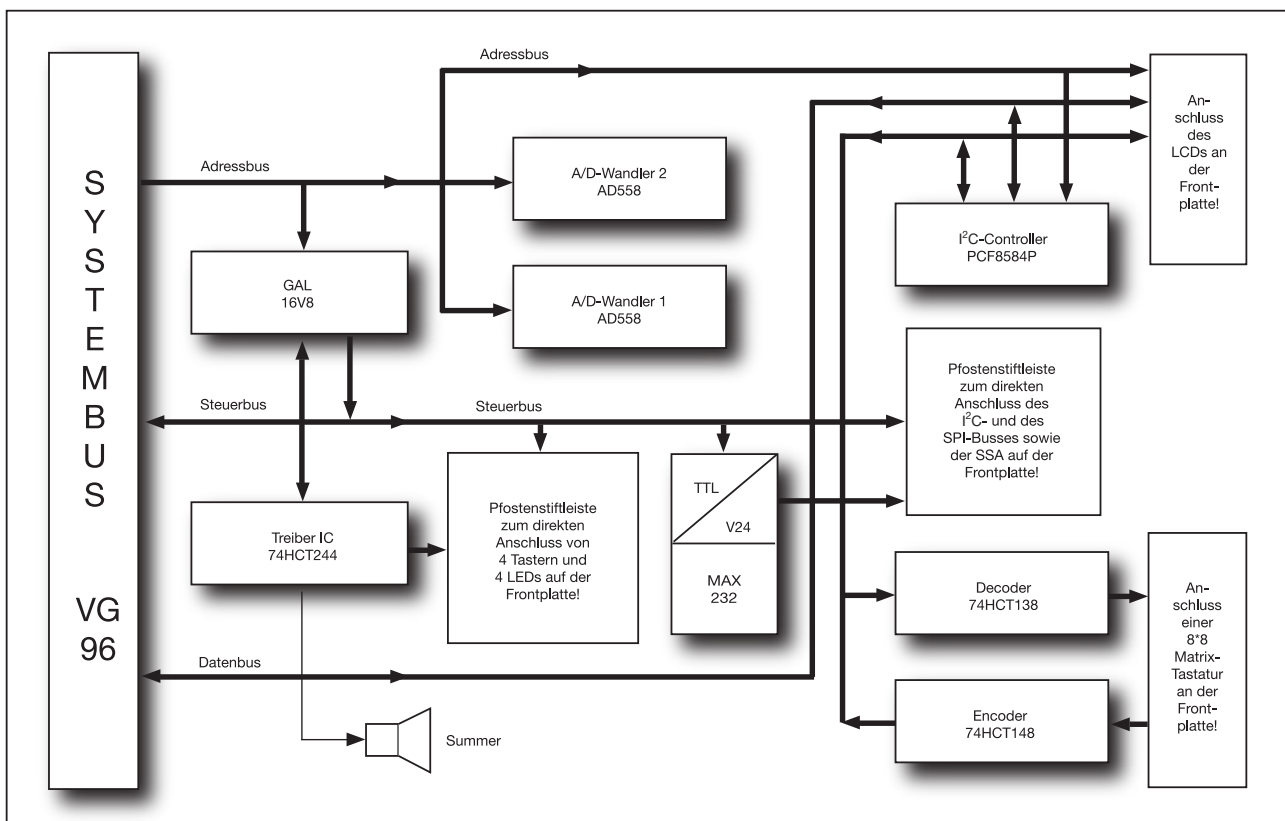 S
Y
S
T
E
M
B
U
S
VG
96
Adressbus
Adressbus
A/D-Wandler 2
AD558
GAL
16V8
A/D-Wandler 1
AD558
I²C-Controller
PCF8584P
An-
schluss
des
LCDs an
der
Front-
platte!
Steuerbus
Steuerbus
Pfostenstiftleiste
zum direkten
Anschluss des
I²C- und des
SPI-Busses sowie
der SSA auf der
Frontplatte!
Treiber IC
74HCT244
Pfostenstiftleiste
zum direkten
Anschluss von
4 Tastern und
4 LEDs auf der
Frontplatte!
TTL
V24
MAX
232
Decoder
74HCT138
Encoder
74HCT148
An-
schluss
einer
8*8
Matrix-
Tastatur
an der
Front-
platte!
Datenbus
Summer